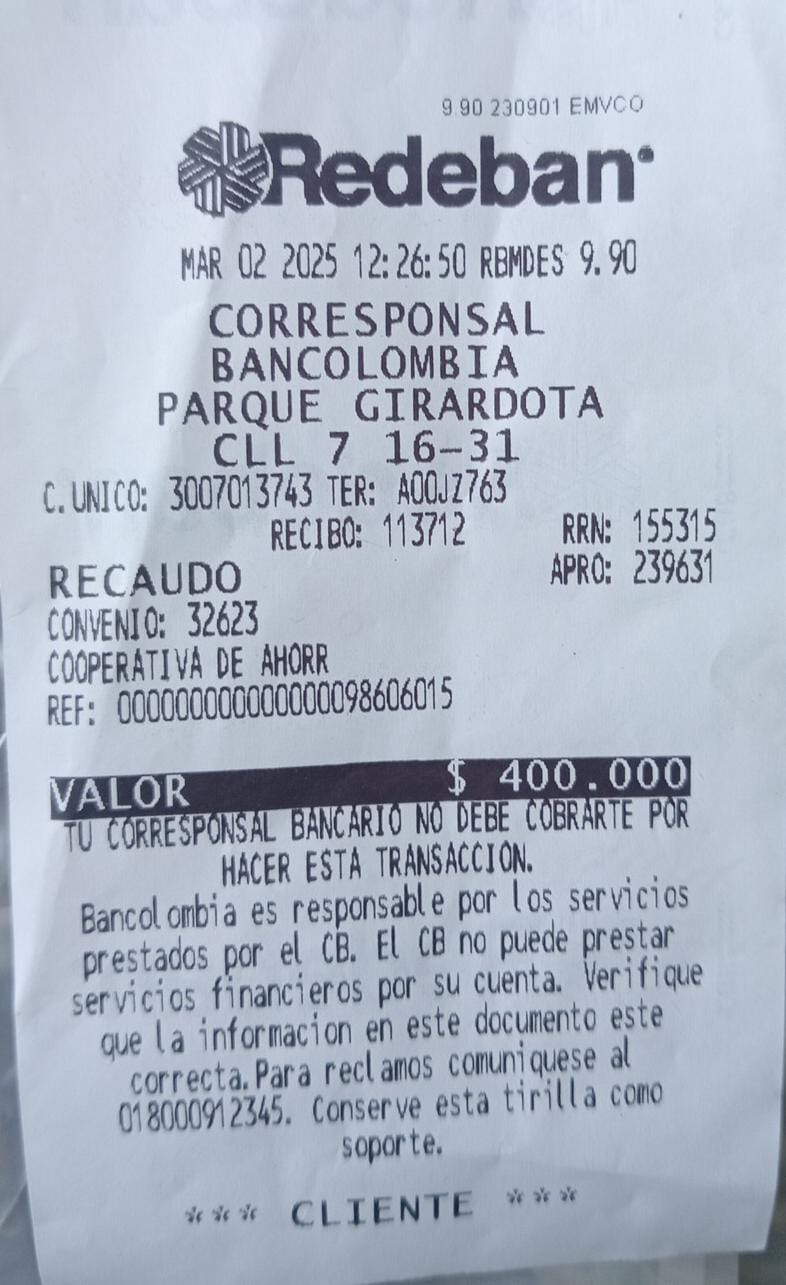 9.90 230901 EMVCO
Redeban
MAR 02 2025 12:26:50 RBMDES 9.90
CORRESPONSAL
BANCOLOMBIA
PARQUE GIRARDOTA
CLL 7 16-31
C.UNICO: 3007013743 TER: A00JZ763
RECIBO: 113712 RRN: 155315
RECAUDO APRO: 239631
CONVENIO: 32623
COOPERATIVA DE AHORR
REF: 0000000000000000098606015
VALOR $ 400.000
TU CORRESPONSAL BANCARIO NO DEBE COBRARTE POR
HACER ESTA TRANSACCION.
Bancolombia es responsable por los servicios
prestados por el CB. El CB no puede prestar
servicios financieros por su cuenta. Verifique
que la informacion en este documento este
correcta.Para reclamos comuniquese al
018000912345. Conserve esta tirilla como
soporte.
*** CLIENTE ***